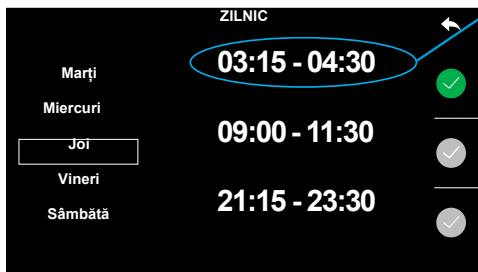 ZILNIC
Marți
Miercuri
Joi
Vineri
Sâmbătă
03:15 - 04:30
09:00 - 11:30
21:15 - 23:30